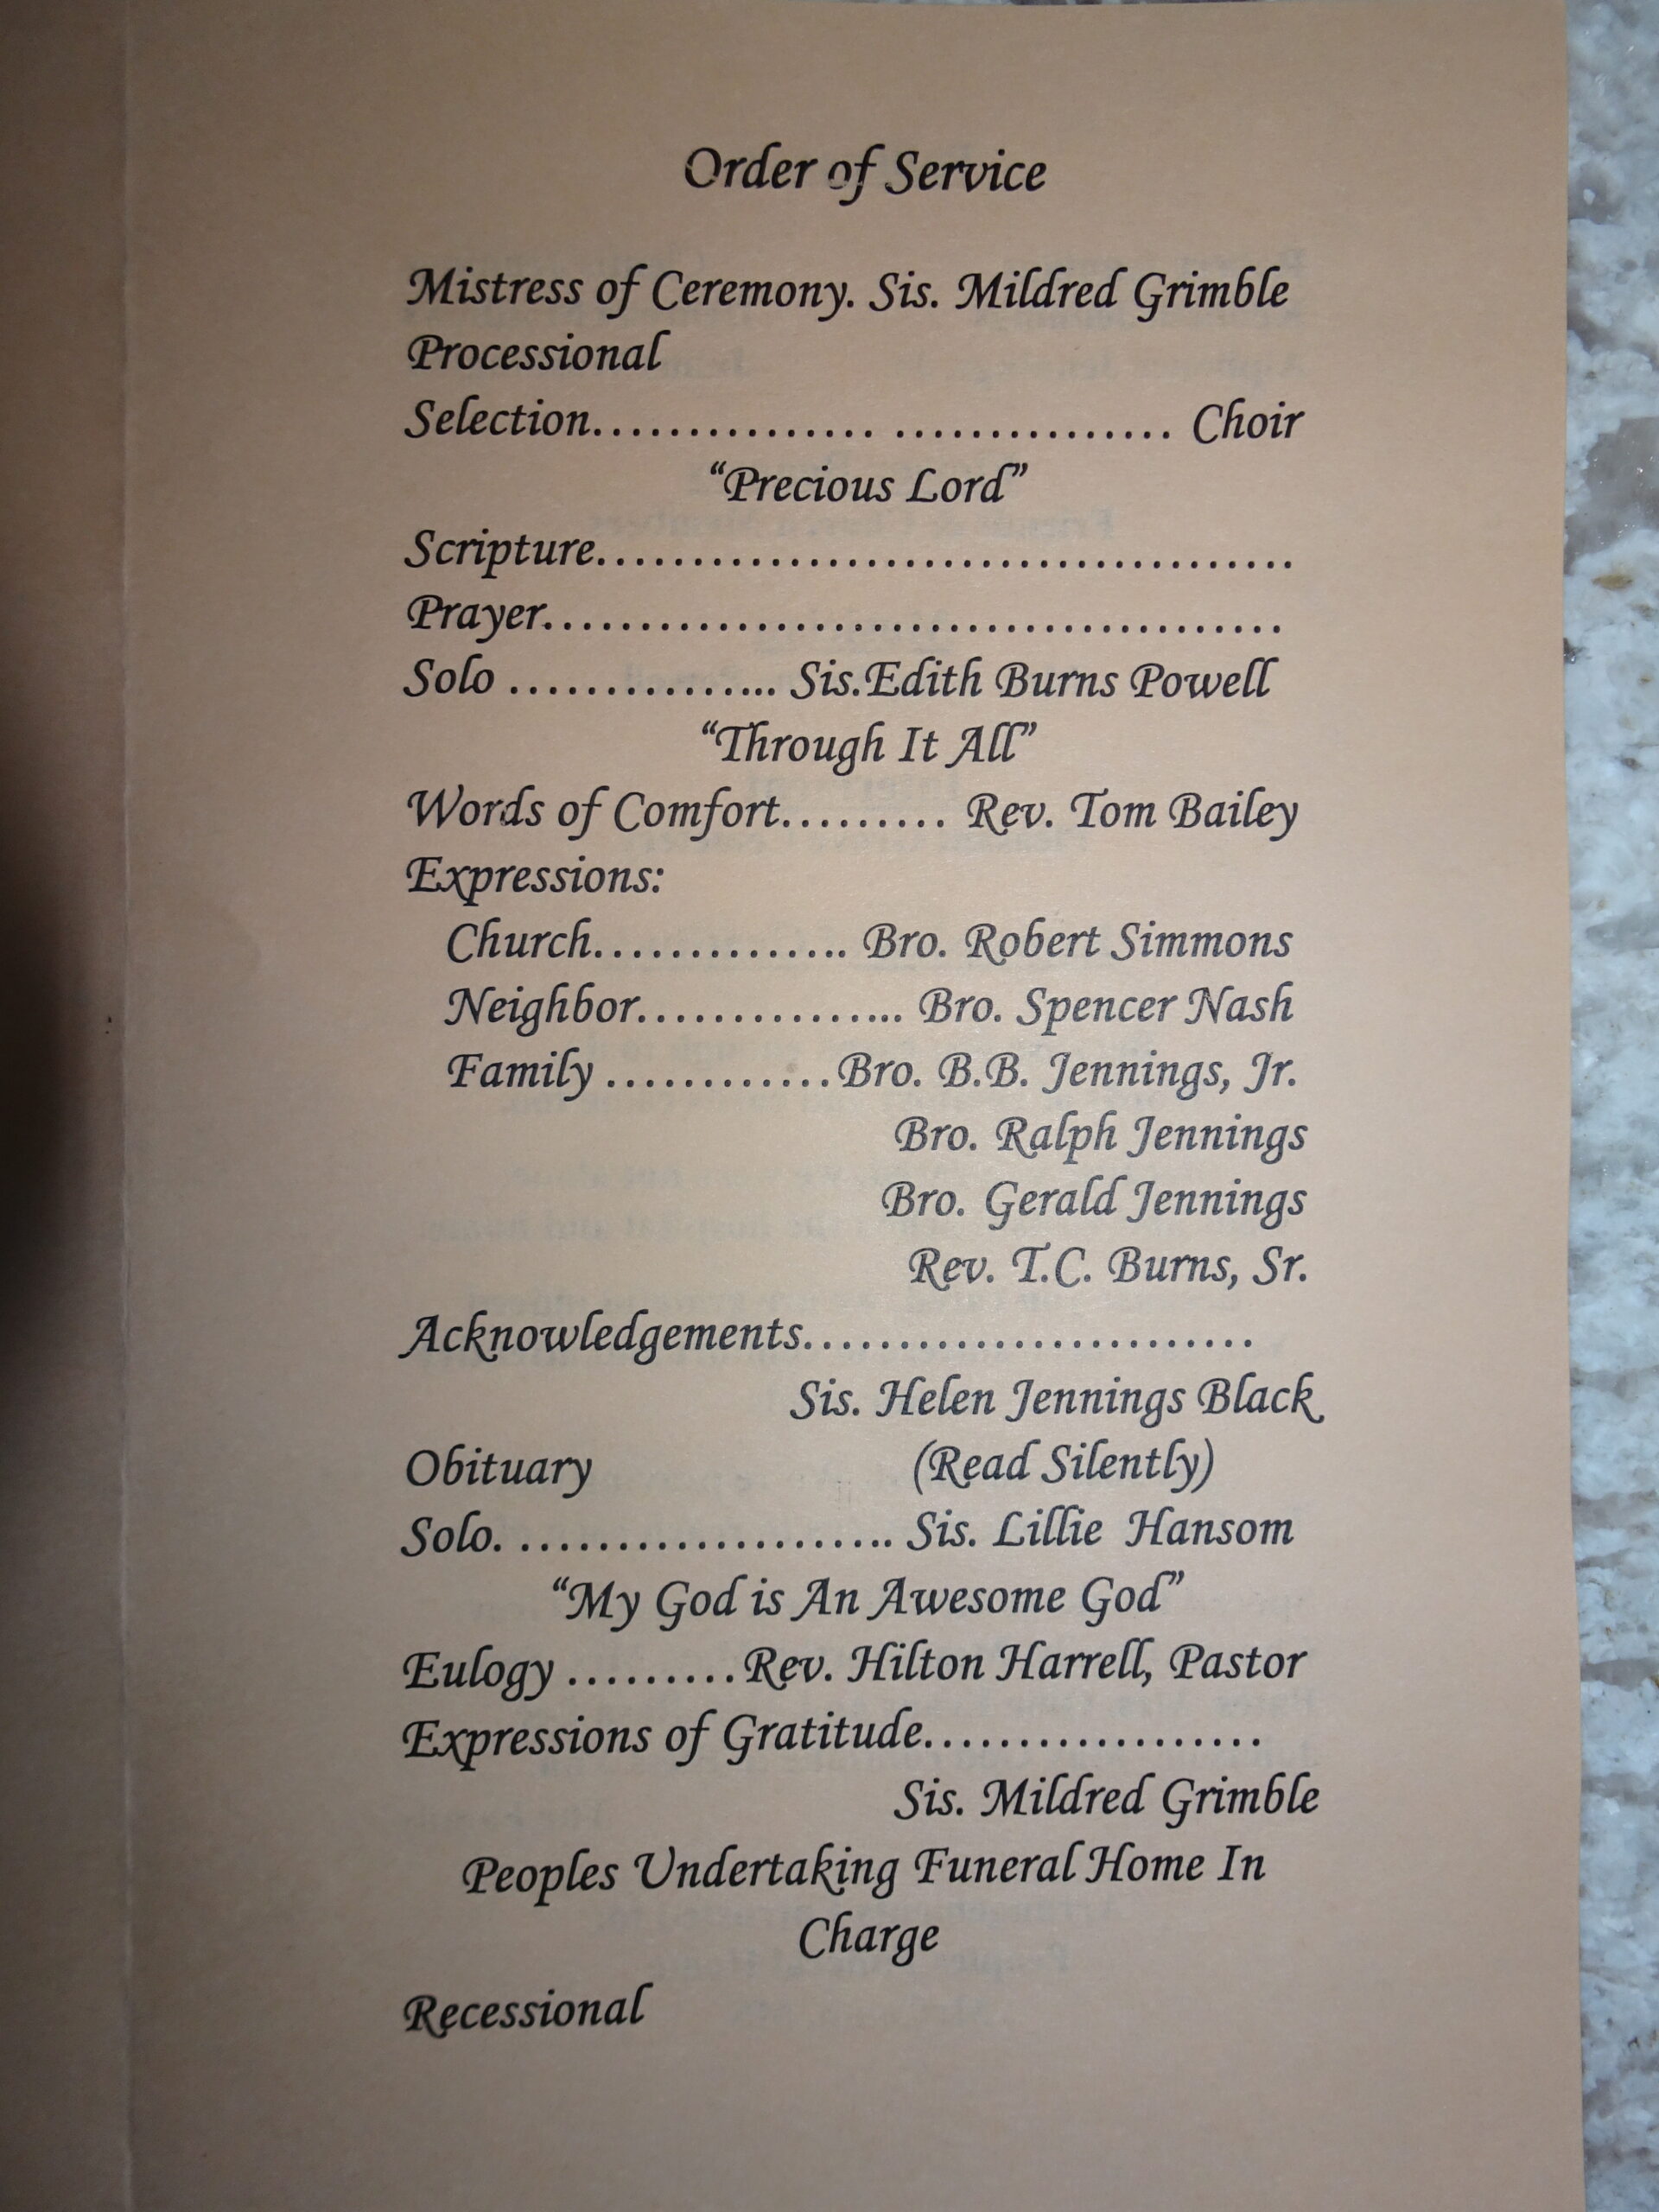 Order of Service
Mistress of Ceremony. Sis. Mildred Grimble
Processional
Selection............... ............... Choir
“Precious Lord”
Scripture.....................................
Prayer.......................................
Solo ................. Sis.Edith Burns Powell
“Through It All”
Words of Comfort......... Rev. Tom Bailey
Expressions:
Church.............. Bro. Robert Simmons
Neighbor................ Bro. Spencer Nash
Family ............Bro. B.B. Jennings, Jr.
Bro. Ralph Jennings
Bro. Gerald Jennings
Rev. T.C. Burns, Sr.
Acknowledgements........................
Sis. Helen Jennings Black
Obituary (Read Silently)
Solo. ..................... Sis. Lillie Hansom
“My God is An Awesome God”
Eulogy .........Rev. Hilton Harrell, Pastor
Expressions of Gratitude..................
Sis. Mildred Grimble
Peoples Undertaking Funeral Home In
Charge
Recessional